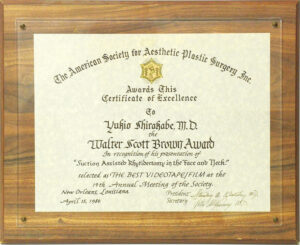 The American Society for Aesthetic Plastic Surgery Inc.
Awards This
Certificate of Excellence
To
Yukio Shirakabe, M.D.
the
Walter Scott Brown Award
In recognition of his presentation of
"Suction Assisted Rhytidectomy in the Face and Neck."
selected as THE BEST VIDEOTAPE/FILM at the
19th Annual Meeting of the Society.
New Orleans, Louisiana
President
April 18, 1986
Secretary